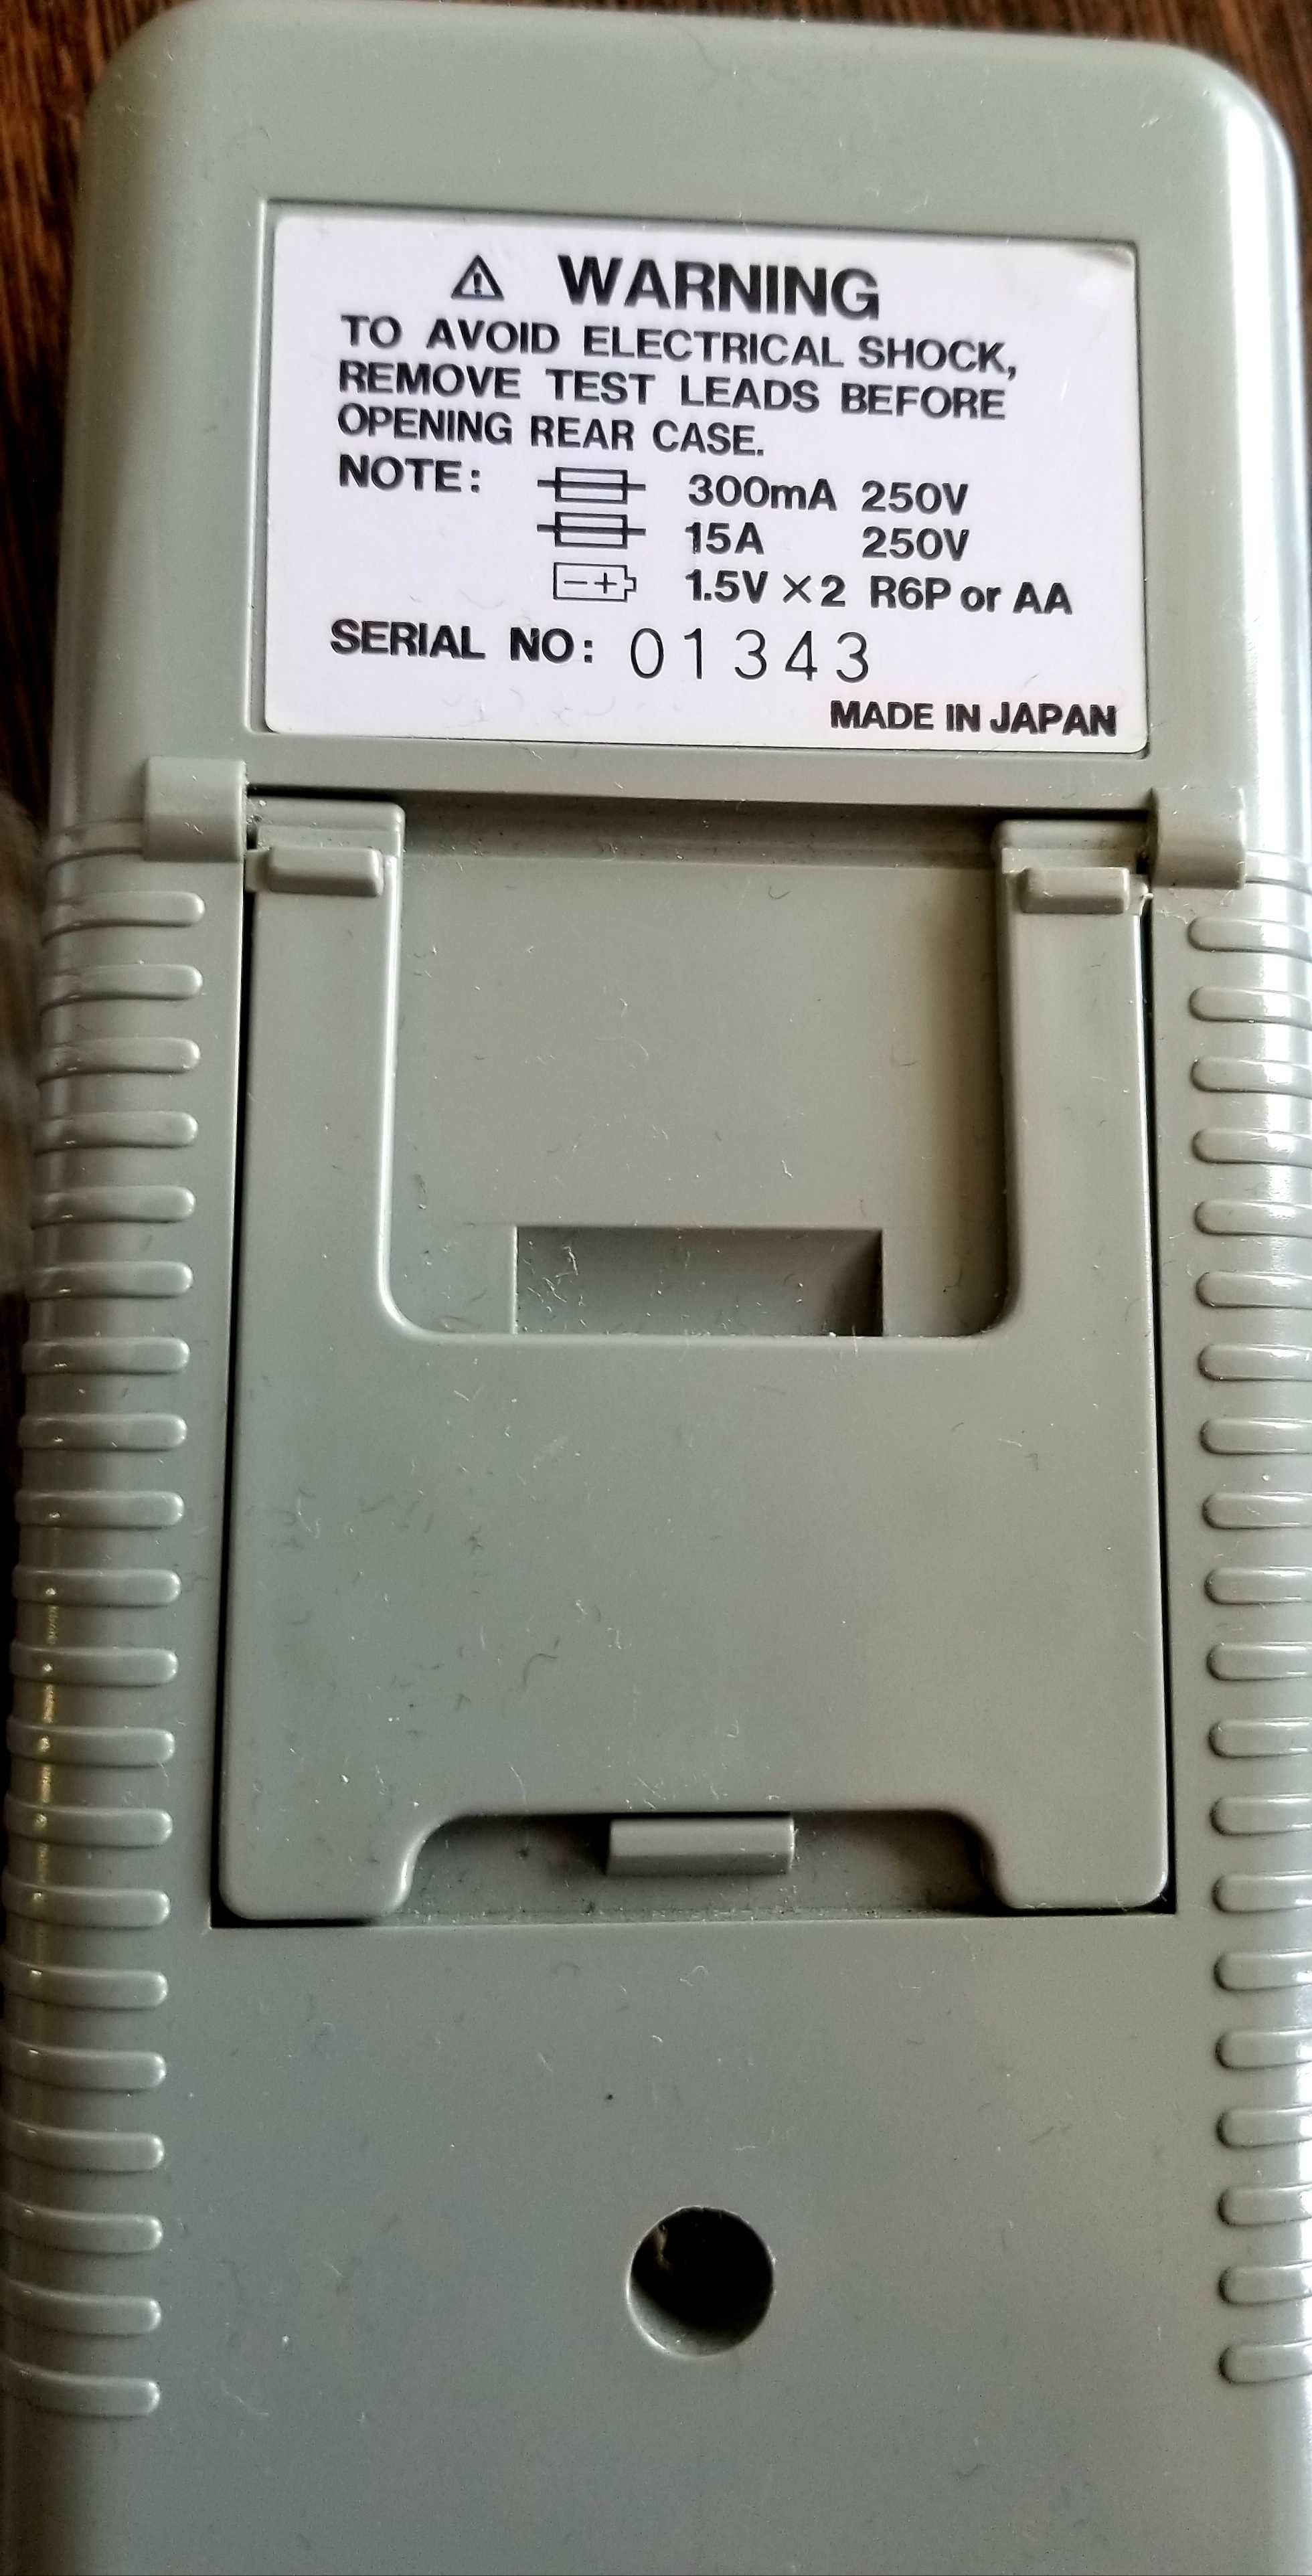 ⚠ WARNING
TO AVOID ELECTRICAL SHOCK,
REMOVE TEST LEADS BEFORE
OPENING REAR CASE.
NOTE: 300mA 250V
15A 250V
−+ 1.5V×2 R6P or AA
SERIAL NO: 01343
MADE IN JAPAN